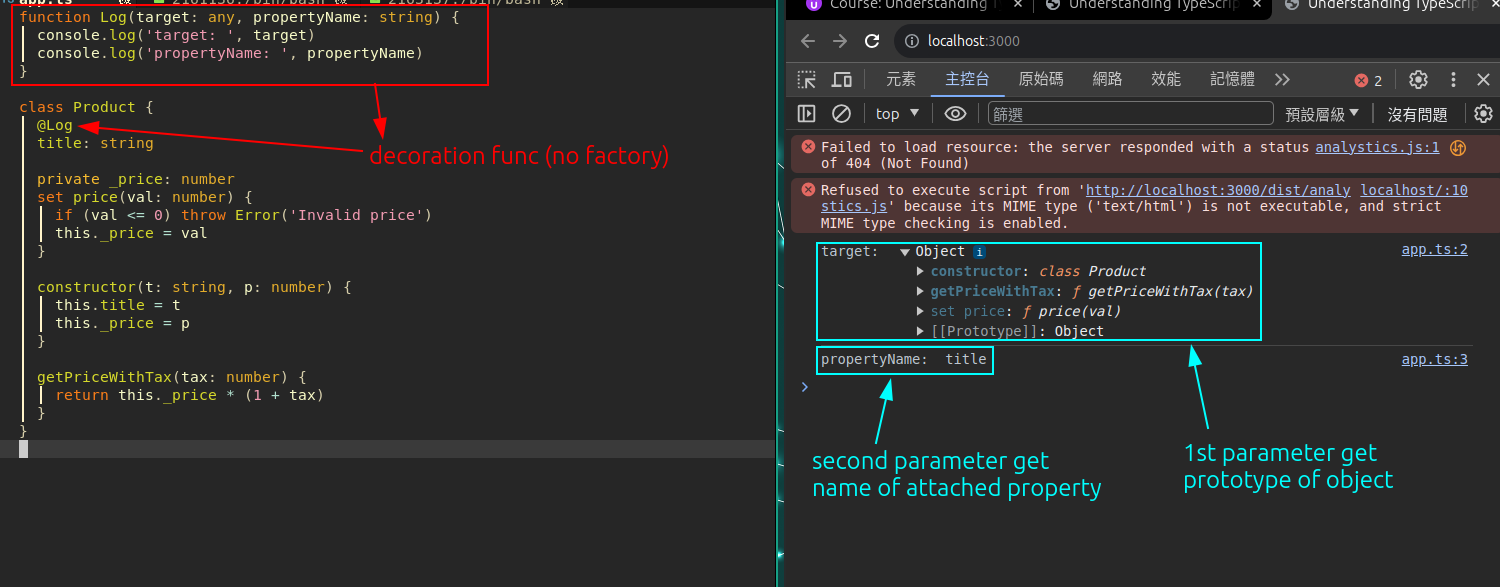 app.ts
function Log(target: any, propertyName: string) {
console.log('target: ', target)
console.log('propertyName: ', propertyName)
}
class Product {
@Log
title: string
private _price: number
set price(val: number) {
if (val <= 0) throw Error('Invalid price')
this._price = val
}
constructor(t: string, p: number) {
this.title = t
this._price = p
}
getPriceWithTax(tax: number) {
return this._price * (1 + tax)
}
}
decoration func (no factory)
Course: Understanding
Understanding TypeScrip
Understanding TypeScrip
localhost:3000
元素 主控台 原始碼 網路 效能 記憶體 2
top 篩選 預設層級 沒有問題
Failed to load resource: the server responded with a status analystics.js:1
of 404 (Not Found)
Refused to execute script from 'http://localhost:3000/dist/analy localhost/:10
stics.js' because its MIME type ('text/html') is not executable, and strict
MIME type checking is enabled.
target: Object i app.ts:2
constructor: class Product
getPriceWithTax: ƒ getPriceWithTax(tax)
set price: ƒ price(val)
[[Prototype]]: Object
propertyName: title app.ts:3
second parameter get
name of attached property
1st parameter get
prototype of object